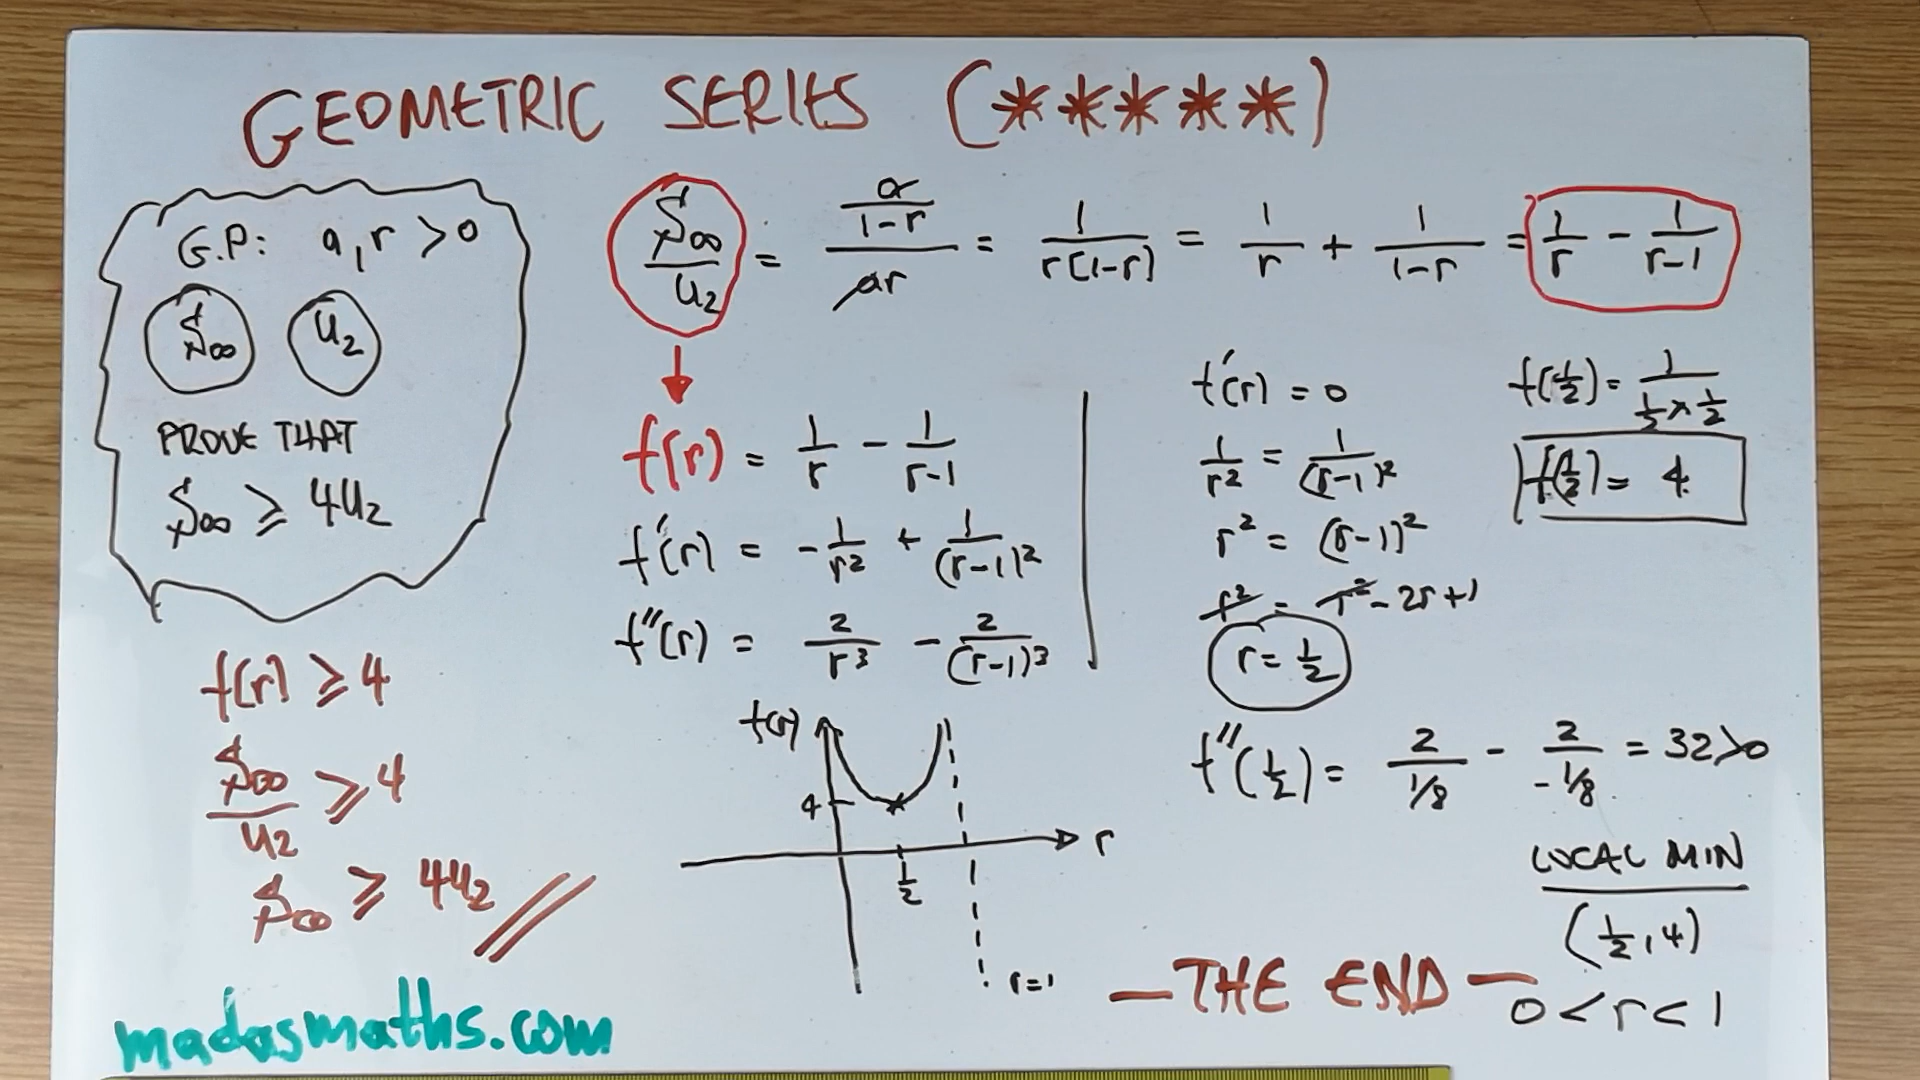 GEOMETRIC SERIES (*****)
G.P: a, r > 0
S∞ u₂
PROVE THAT
S∞ ≥ 4u₂
S∞/u₂ = (a/(1-r))/(ar) = 1/(r(1-r)) = 1/r + 1/(1-r) = 1/r - 1/(r-1)
f(r) = 1/r - 1/(r-1)
f'(r) = -1/r² + 1/(r-1)²
f''(r) = 2/r³ - 2/(r-1)³
f'(r) = 0
1/r² = 1/(r-1)²
r² = (r-1)²
r² = r² - 2r + 1
r = 1/2
f(1/2) = 1/(1/2 × 1/2)
f(1/2) = 4
f''(1/2) = 2/(1/8) - 2/(-1/8) = 32 > 0
LOCAL MIN
(1/2, 4)
0 < r < 1
f(r)
4
1/2
r
r=1
f(r) ≥ 4
S∞/u₂ ≥ 4
S∞ ≥ 4u₂
— THE END —
madasmaths.com